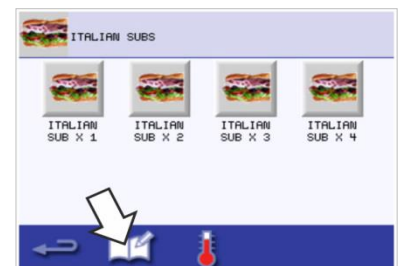 ITALIAN SUBS
ITALIAN SUB X 1
ITALIAN SUB X 2
ITALIAN SUB X 3
ITALIAN SUB X 4